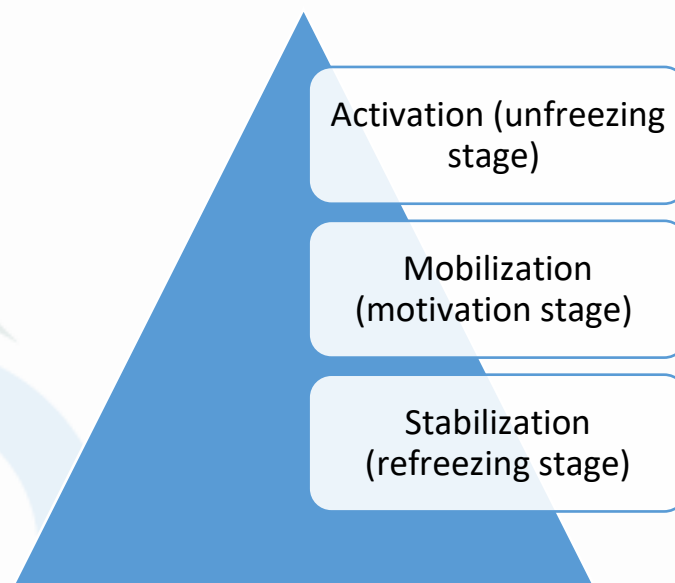 Activation (unfreezing
stage)
Mobilization
(motivation stage)
Stabilization
(refreezing stage)